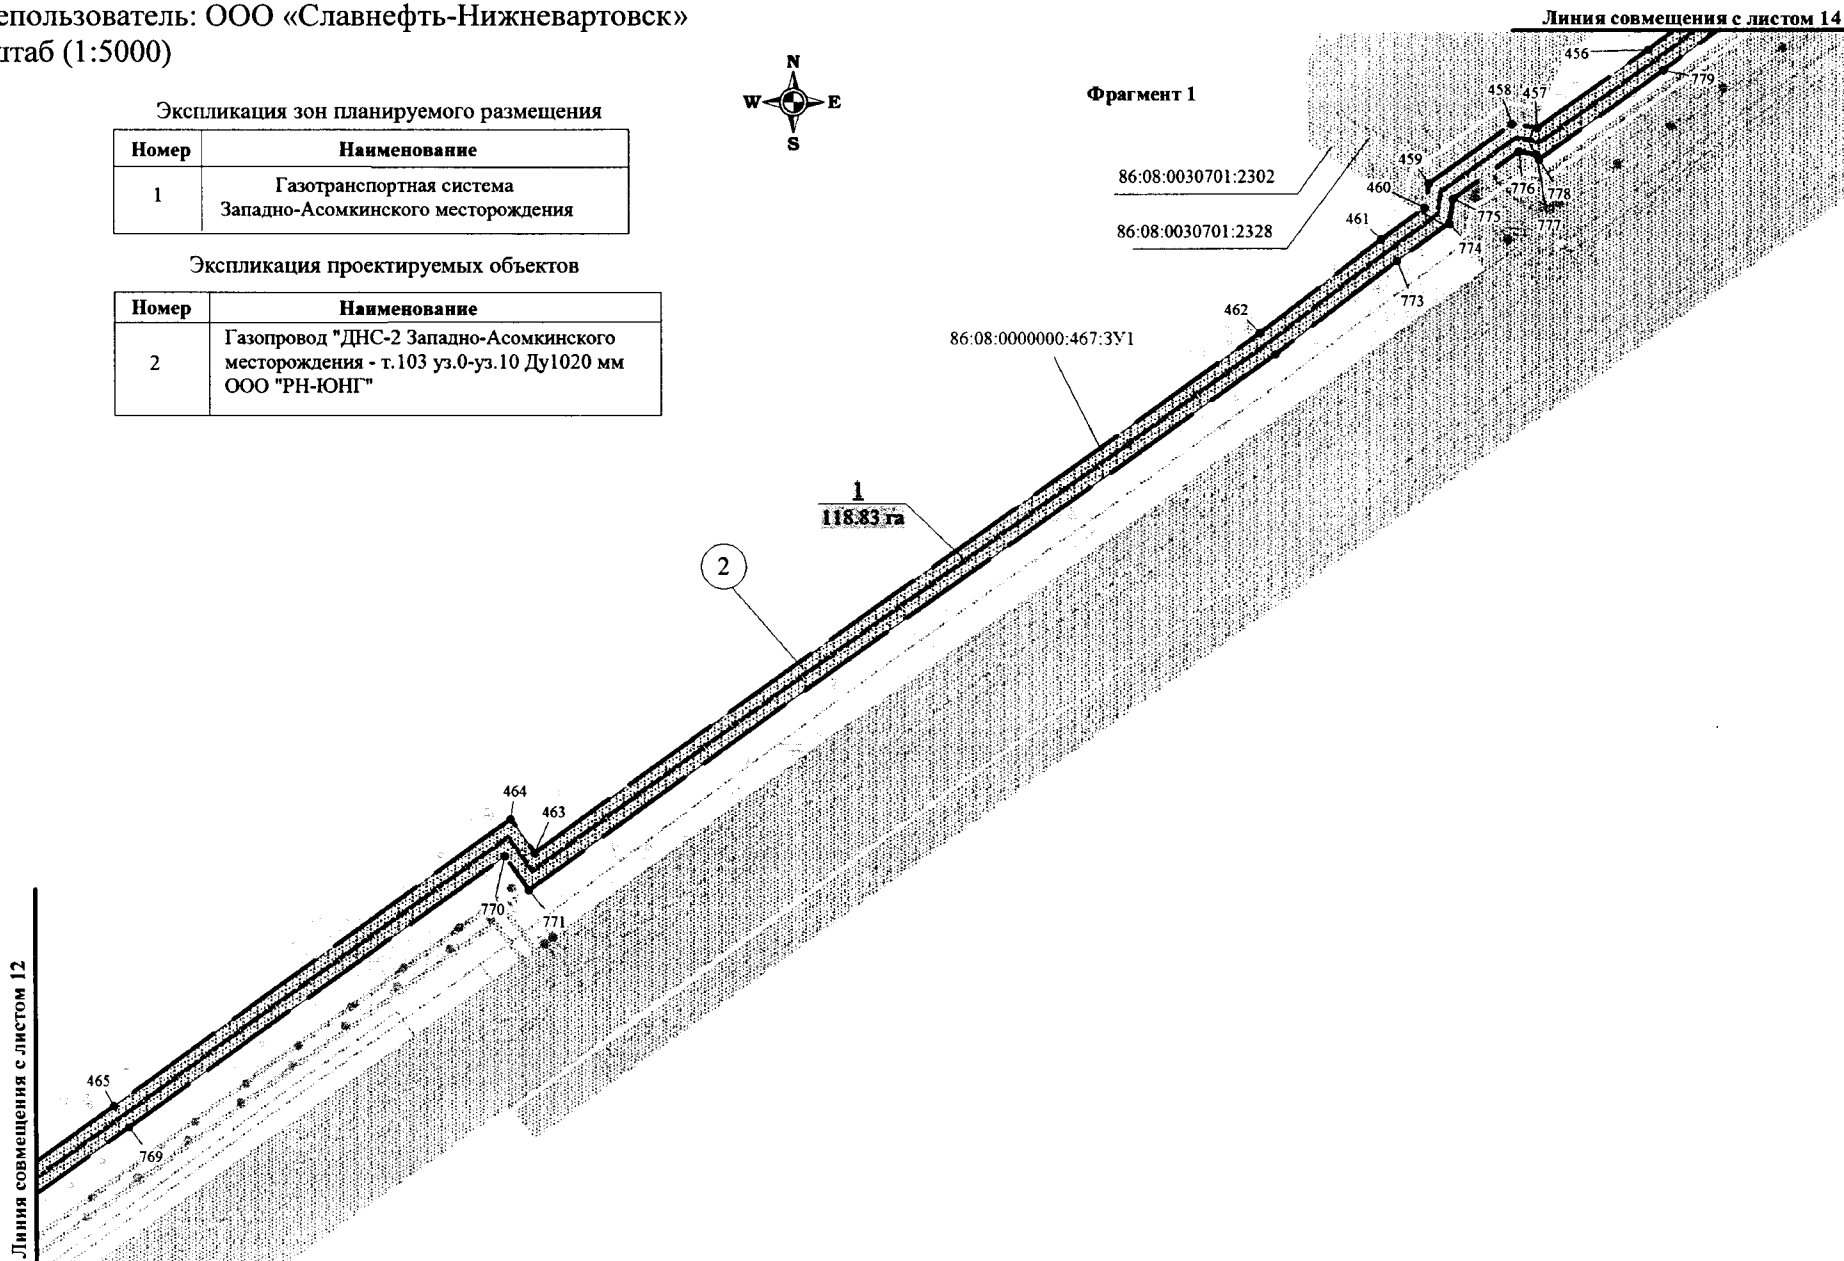 епользователь: ООО «Славнефть-Нижневартовск»
штаб (1:5000)
Линия совмещения с листом 14
Экспликация зон планируемого размещения
Номер Наименование
1 Газотранспортная система
Западно-Асомкинского месторождения
Экспликация проектируемых объектов
Номер Наименование
2 Газопровод "ДНС-2 Западно-Асомкинского
месторождения - т.103 уз.0-уз.10 Ду1020 мм
ООО "РН-ЮНГ"
N
W E
S
Фрагмент 1
456
779
458 457
459
460
461
776
778
775
777
774
773
86:08:0030701:2302
86:08:0030701:2328
462
86:08:0000000:467:ЗУ1
1
118.83 га
2
464
463
770
771
465
769
Линия совмещения с листом 12